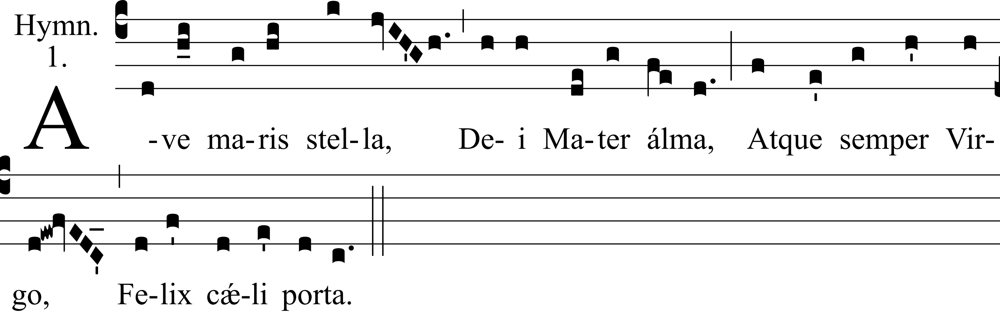 Hymn.
1.
A-ve ma-ris stel-la, De- i Ma-ter álma, Atque semper Vir-
go, Fe-lix cǽ-li porta.